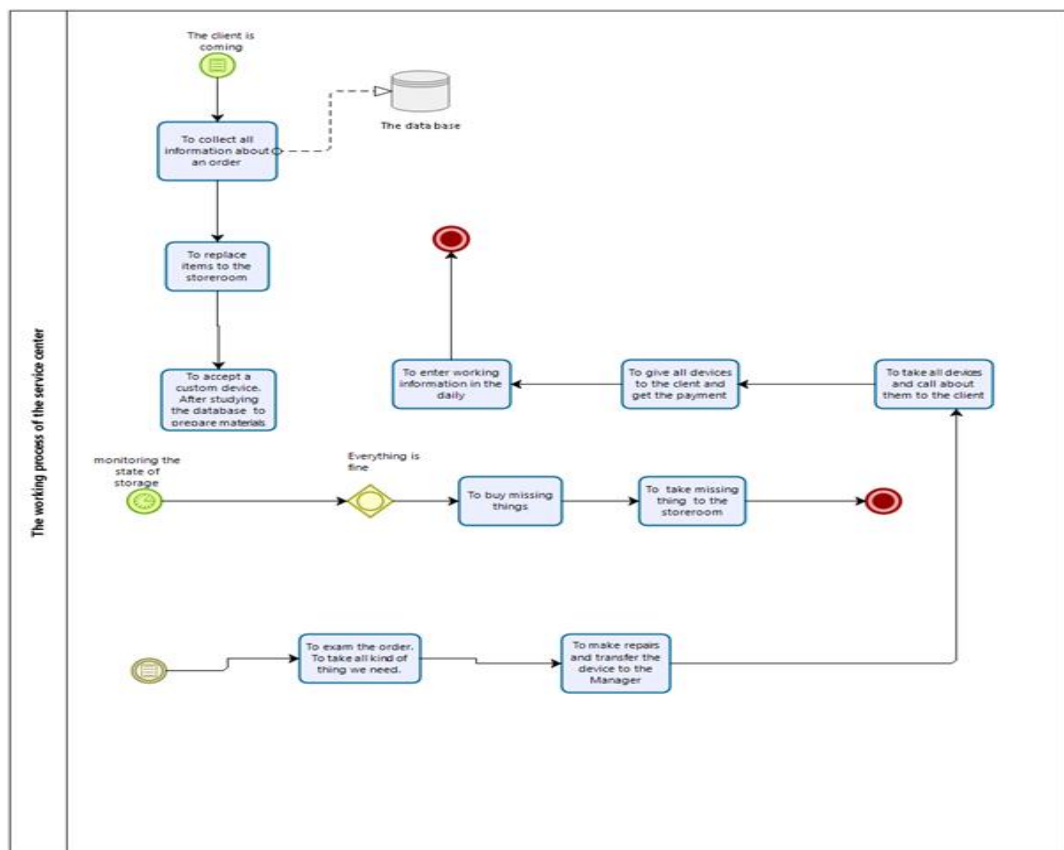 The client is
coming
The data base
To collect all
information about
an order
To replace
items to the
storeroom
To accept a
custom device.
After studying
the database to
prepare materials
To enter working
information in the
daily
To give all devices
to the client and
get the payment
To take all devices
and call about
them to the client
monitoring the
state of
storage
Everything is
fine
To buy missing
things
To take missing
thing to the
storeroom
To exam the order.
To take all kind of
thing we need.
To make repairs
and transfer the
device to the
Manager
The working process of the service center